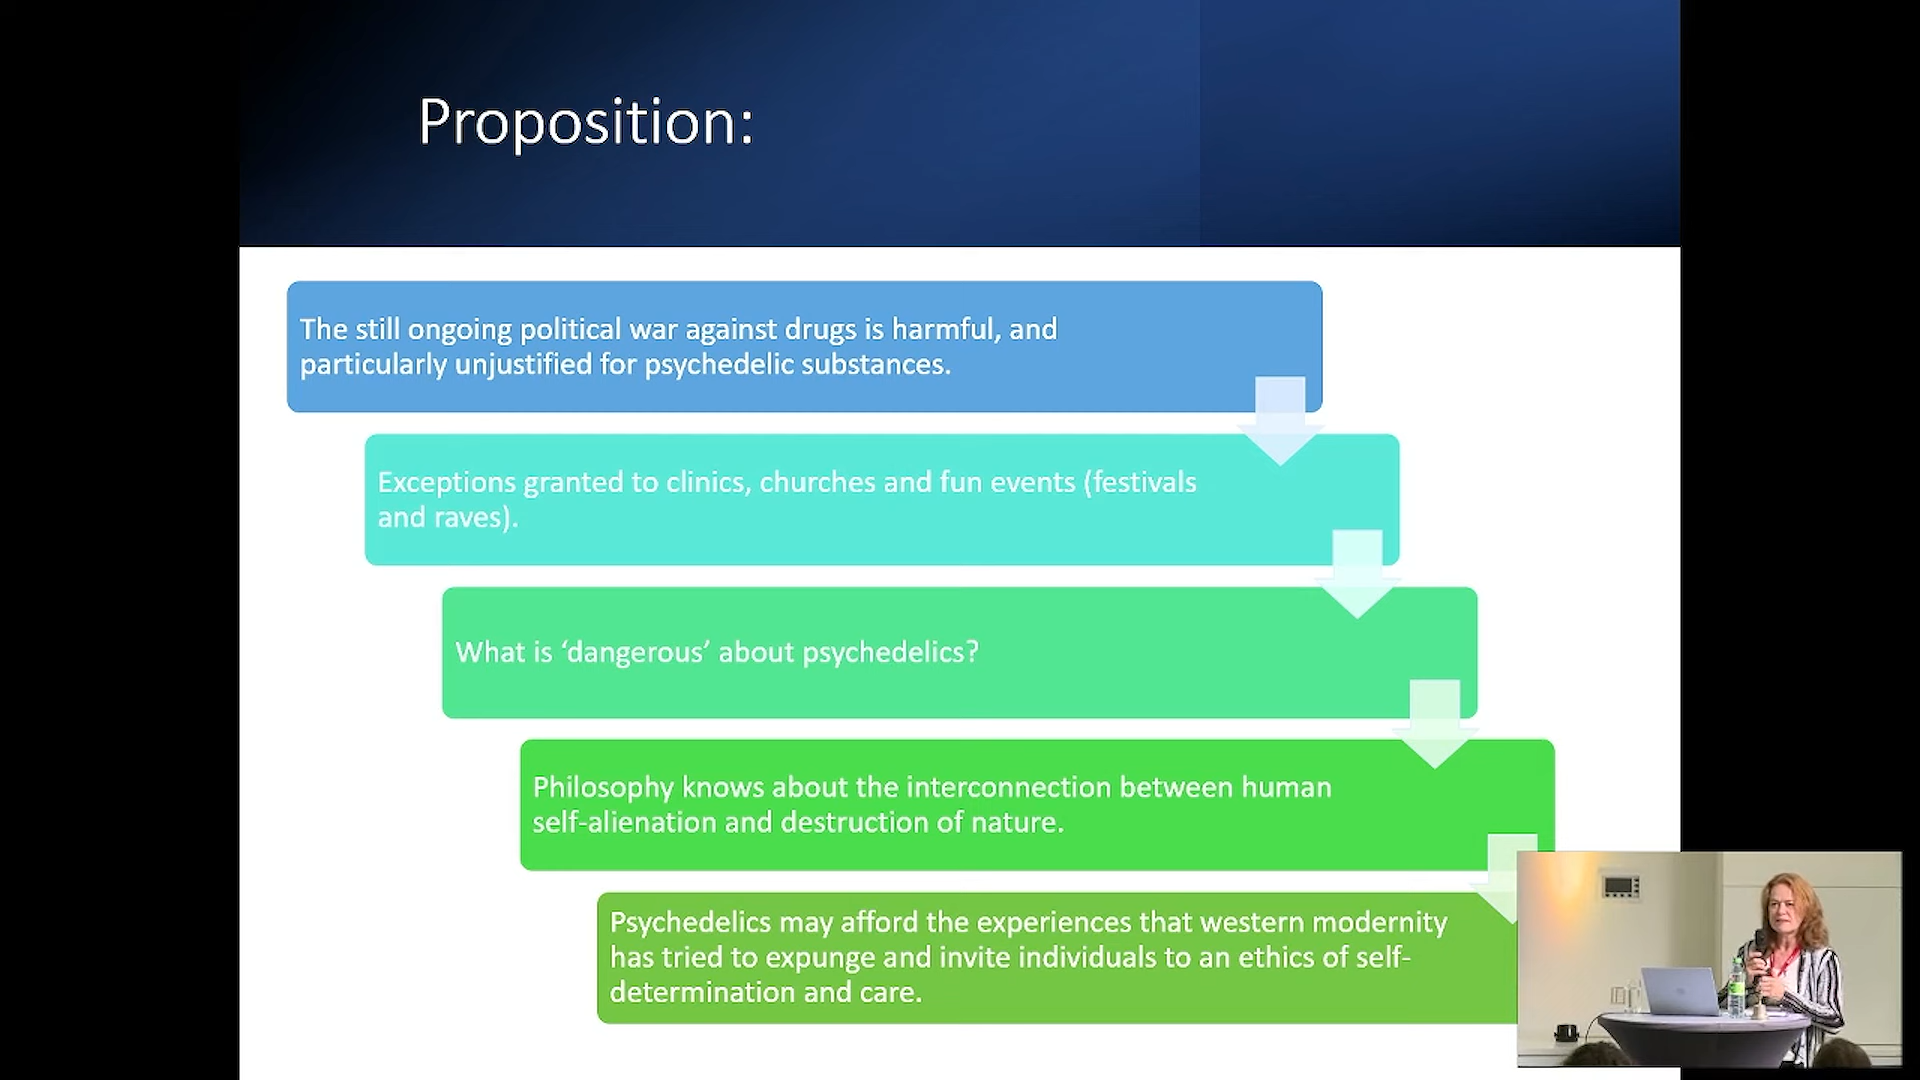 Proposition:
The still ongoing political war against drugs is harmful, and
particularly unjustified for psychedelic substances.
Exceptions granted to clinics, churches and fun events (festivals
and raves).
What is ‘dangerous’ about psychedelics?
Philosophy knows about the interconnection between human
self-alienation and destruction of nature.
Psychedelics may afford the experiences that western modernity
has tried to expunge and invite individuals to an ethics of self-
determination and care.